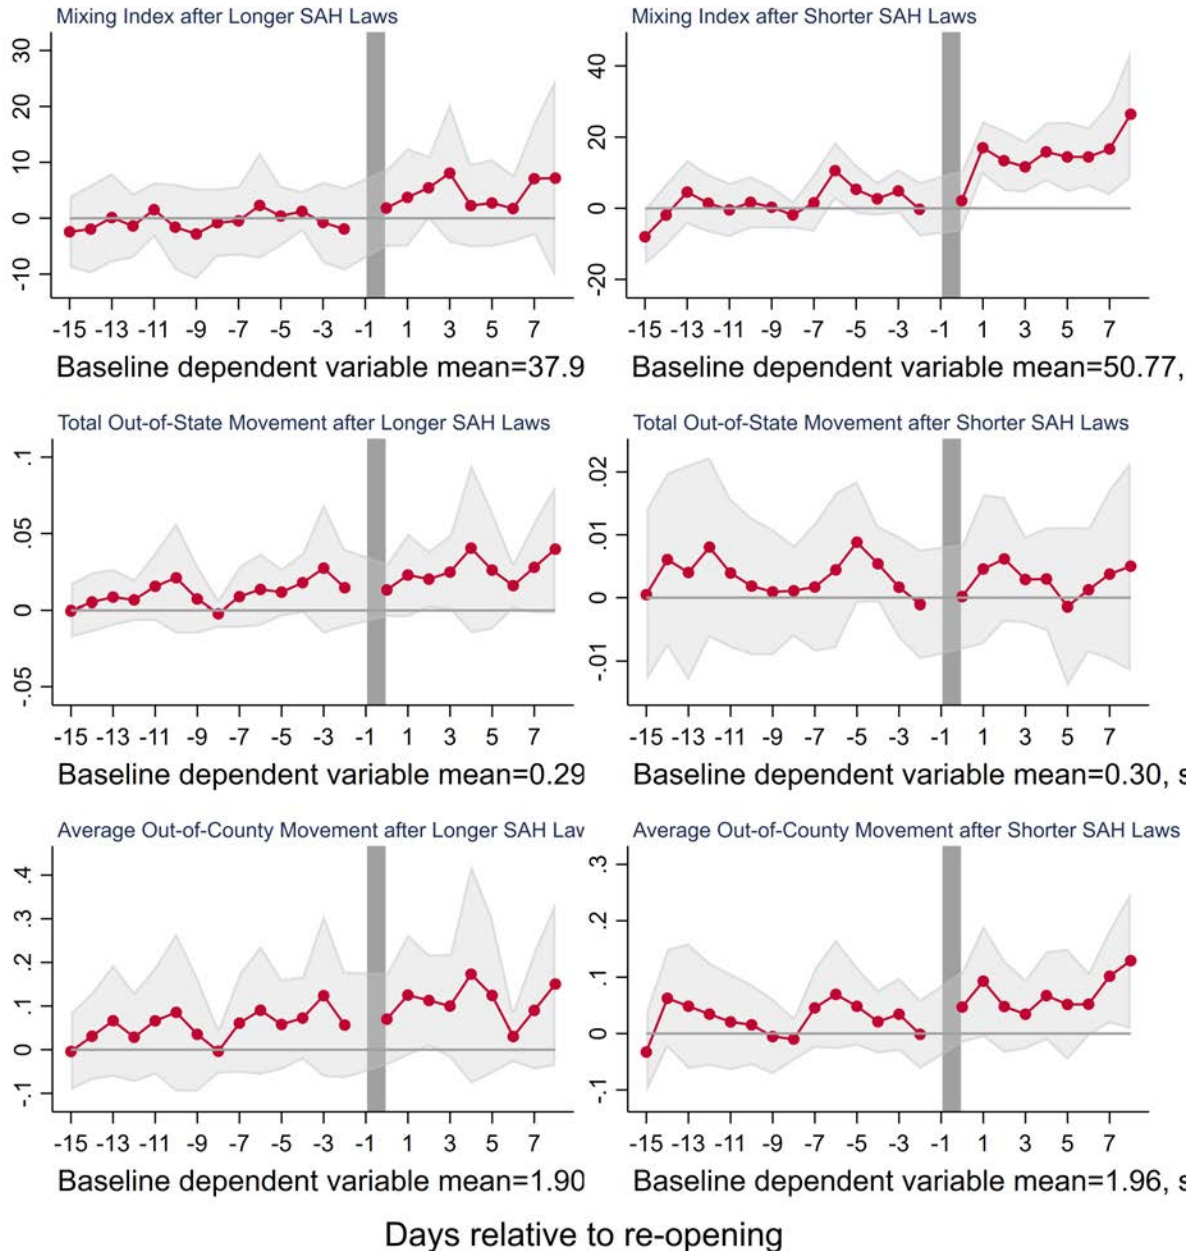 Mixing Index after Longer SAH Laws
30
20
10
0
-10
-15 -13 -11 -9 -7 -5 -3 -1 1 3 5 7
Baseline dependent variable mean=37.9
Mixing Index after Shorter SAH Laws
40
20
0
-20
-15 -13 -11 -9 -7 -5 -3 -1 1 3 5 7
Baseline dependent variable mean=50.77,
Total Out-of-State Movement after Longer SAH Laws
.1
.05
0
-.05
-15 -13 -11 -9 -7 -5 -3 -1 1 3 5 7
Baseline dependent variable mean=0.29
Total Out-of-State Movement after Shorter SAH Laws
.02
.01
0
-.01
-15 -13 -11 -9 -7 -5 -3 -1 1 3 5 7
Baseline dependent variable mean=0.30, s
Average Out-of-County Movement after Longer SAH Law
.4
.3
.2
.1
0
-.1
-15 -13 -11 -9 -7 -5 -3 -1 1 3 5 7
Baseline dependent variable mean=1.90
Average Out-of-County Movement after Shorter SAH Laws
.3
.2
.1
0
-.1
-15 -13 -11 -9 -7 -5 -3 -1 1 3 5 7
Baseline dependent variable mean=1.96, s
Days relative to re-opening